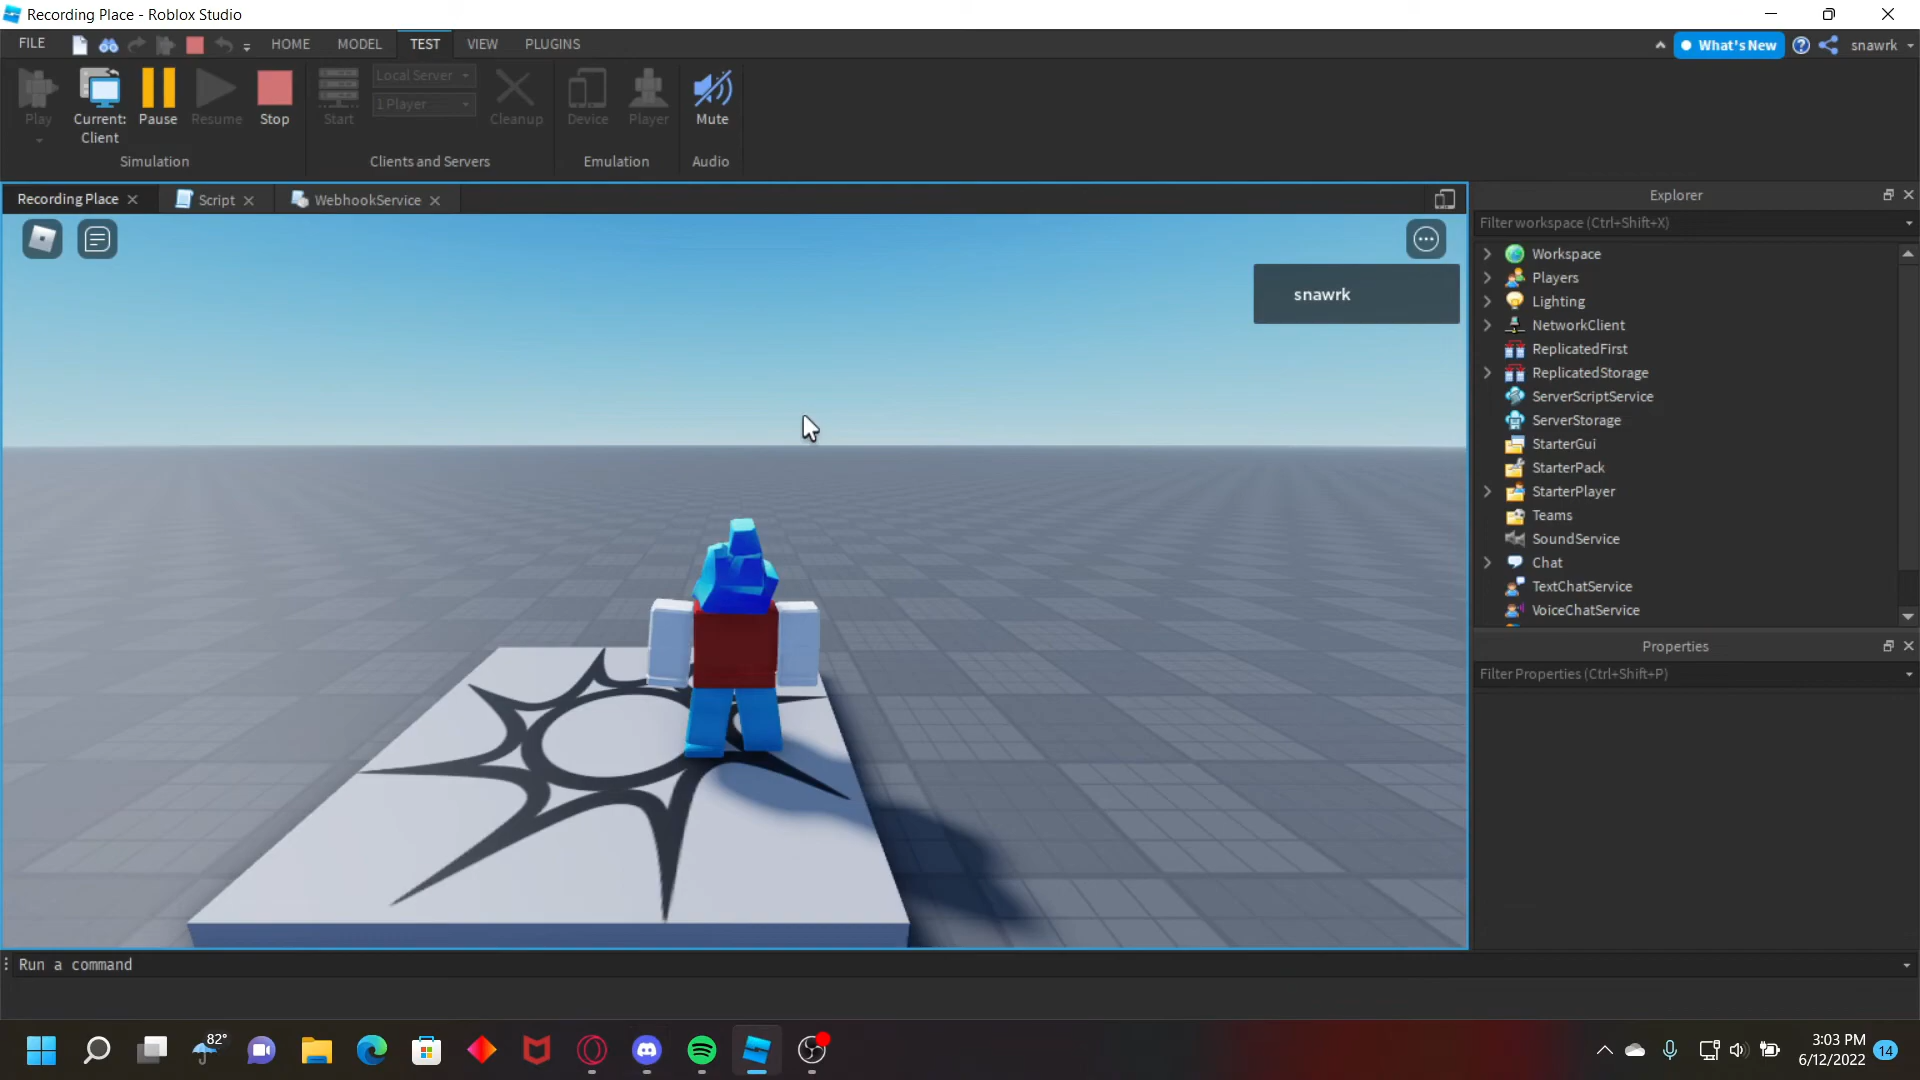 Recording Place - Roblox Studio
FILE HOME MODEL TEST VIEW PLUGINS What's New snawrk
Play Current: Client Pause Resume Stop Start Local Server 1 Player Cleanup Device Player Mute
Simulation Clients and Servers Emulation Audio
Recording Place Script WebhookService
snawrk
Explorer
Filter workspace (Ctrl+Shift+X)
Workspace
Players
Lighting
NetworkClient
ReplicatedFirst
ReplicatedStorage
ServerScriptService
ServerStorage
StarterGui
StarterPack
StarterPlayer
Teams
SoundService
Chat
TextChatService
VoiceChatService
Properties
Filter Properties (Ctrl+Shift+P)
Run a command
82°
3:03 PM
6/12/2022
14